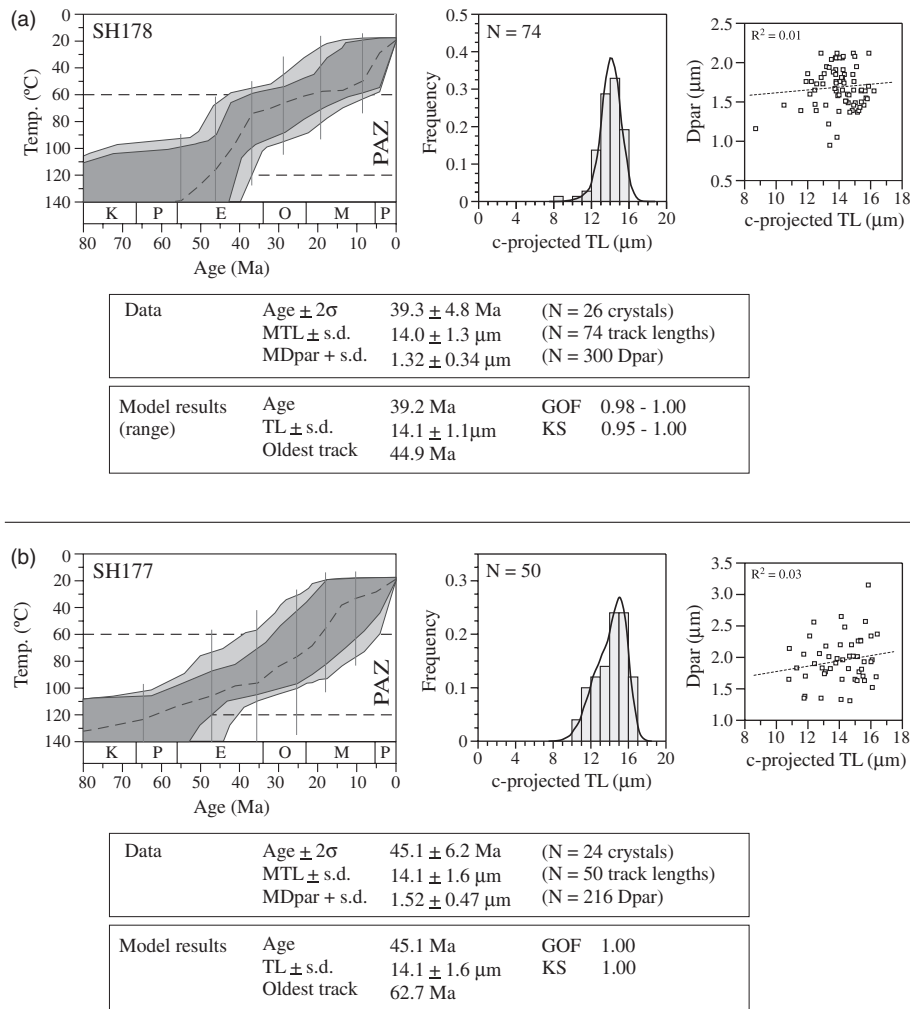 (a)
SH178
Temp. (°C)
0
20
40
60
80
100
120
140
PAZ
K P E O M P
80 70 60 50 40 30 20 10 0
Age (Ma)
N = 74
Frequency
0.5
0.4
0.3
0.2
0.1
0
0 4 8 12 16 20
c-projected TL (µm)
R² = 0.01
Dpar (µm)
2.5
2.0
1.5
1.0
0.5
8 10 12 14 16 18
c-projected TL (µm)
Data Age ± 2σ 39.3 ± 4.8 Ma (N = 26 crystals)
MTL ± s.d. 14.0 ± 1.3 µm (N = 74 track lengths)
MDpar + s.d. 1.32 ± 0.34 µm (N = 300 Dpar)
Model results Age 39.2 Ma GOF 0.98 - 1.00
(range) TL ± s.d. 14.1 ± 1.1µm KS 0.95 - 1.00
Oldest track 44.9 Ma
(b)
SH177
Temp. (°C)
0
20
40
60
80
100
120
140
PAZ
K P E O M P
80 70 60 50 40 30 20 10 0
Age (Ma)
N = 50
Frequency
0.3
0.2
0.1
0
0 4 8 12 16 20
c-projected TL (µm)
R² = 0.03
Dpar (µm)
3.5
3.0
2.5
2.0
1.5
1.0
8 10 12 14 16 18
c-projected TL (µm)
Data Age ± 2σ 45.1 ± 6.2 Ma (N = 24 crystals)
MTL ± s.d. 14.1 ± 1.6 µm (N = 50 track lengths)
MDpar + s.d. 1.52 ± 0.47 µm (N = 216 Dpar)
Model results Age 45.1 Ma GOF 1.00
TL ± s.d. 14.1 ± 1.6 µm KS 1.00
Oldest track 62.7 Ma